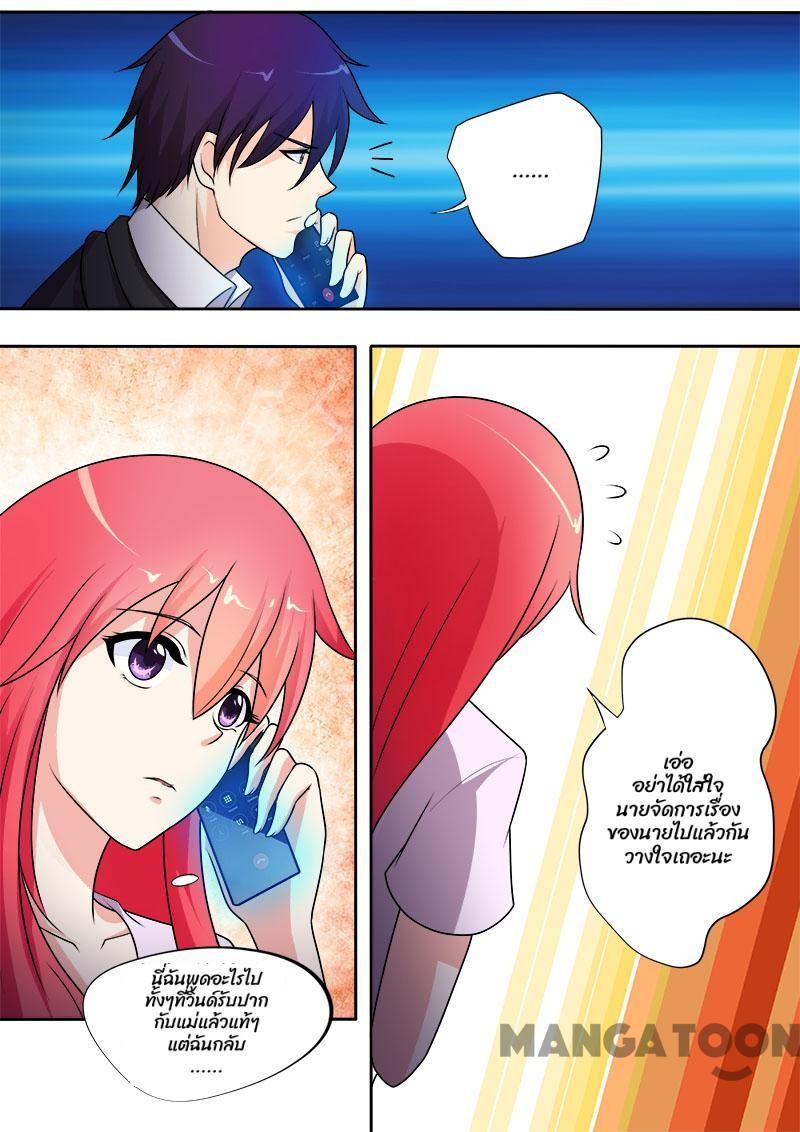 ......
นี่ฉันพูดอะไรไป
ทั้งๆที่วินด์รับปาก
กับแม่แล้วแท้ๆ
แต่ฉันกลับ
......
เอ่อ
อย่าได้ใส่ใจ
นายจัดการเรื่อง
ของนายไปแล้วกัน
วางใจเถอะนะ
MANGATOON